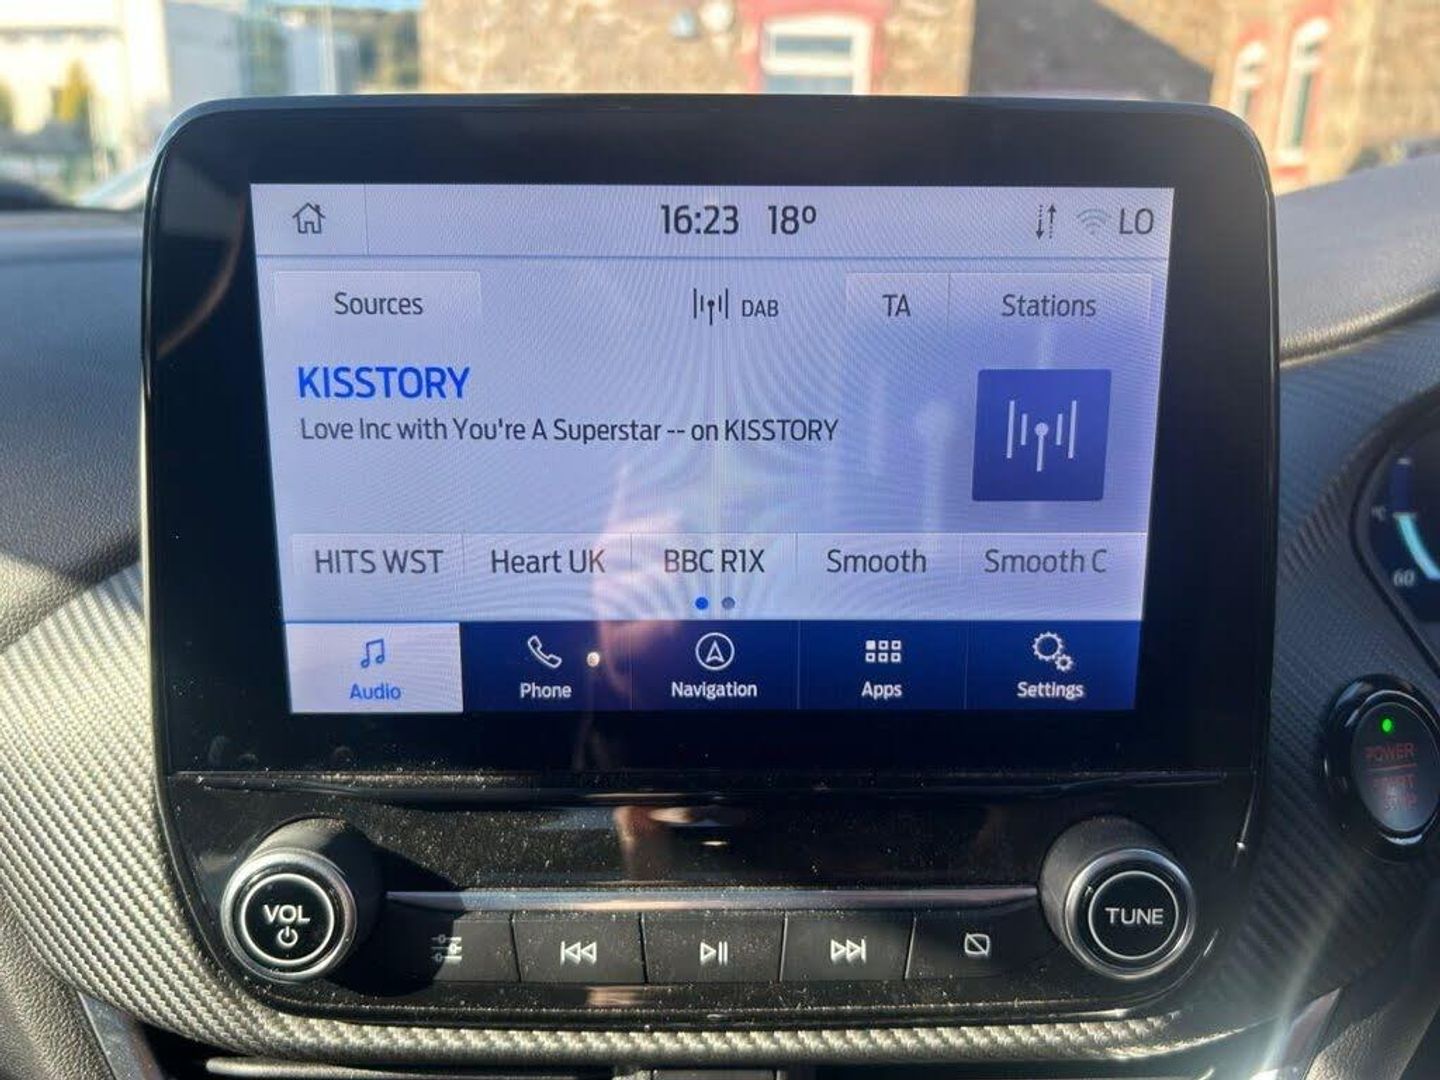 16:23 18º LO
Sources DAB TA Stations
KISSTORY
Love Inc with You're A Superstar -- on KISSTORY
HITS WST Heart UK BBC R1X Smooth Smooth C
Audio Phone Navigation Apps Settings
60
POWER
VOL TUNE